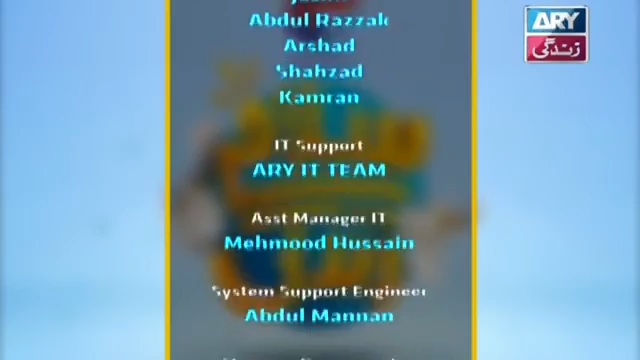 Abdul Razzak
Arshad
Shahzad
Kamran
IT Support
ARY IT TEAM
Asst Manager IT
Mehmood Hussain
System Support Engineer
Abdul Mannan
ARY
زندگی